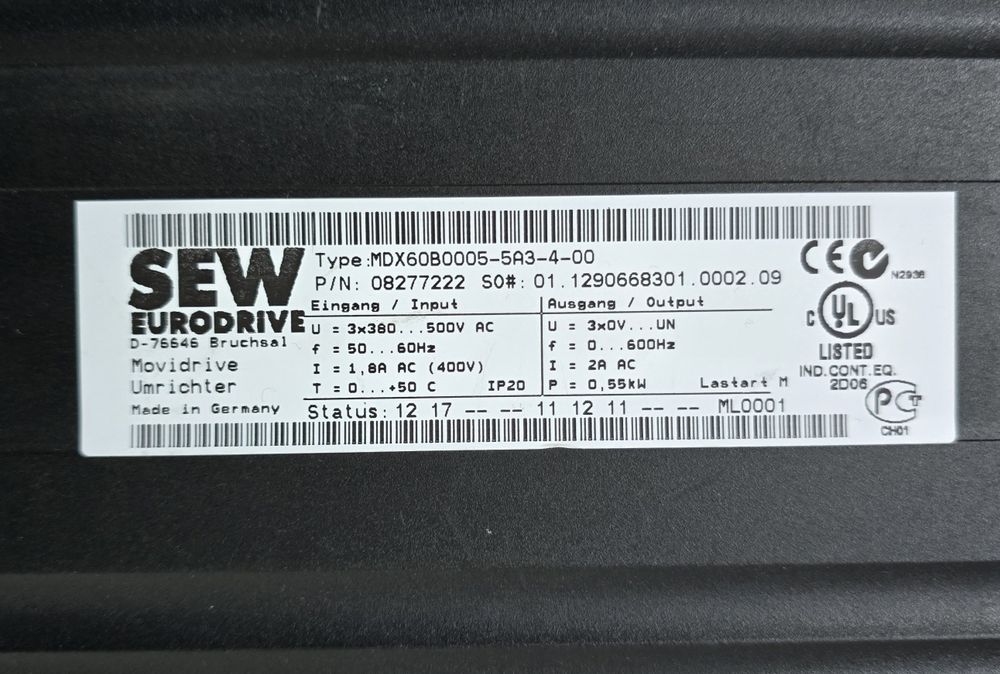 SEW
EURODRIVE
D-76646 Bruchsal
Movidrive
Umrichter
Made in Germany
Type:MDX60B0005-5A3-4-00
P/N: 08277222 SO#: 01.1290668301.0002.09
Eingang / Input
U = 3x380...500V AC
f = 50...60Hz
I = 1,8A AC (400V)
T = 0...+50 C IP20
Ausgang / Output
U = 3x0V...UN
f = 0...600Hz
I = 2A AC
P = 0,55kW Lastart M
Status: 12 17 -- -- 11 12 11 -- -- ML0001
CE
N2936
C UL US
LISTED
IND.CONT.EQ.
2D06
PCT
CH01